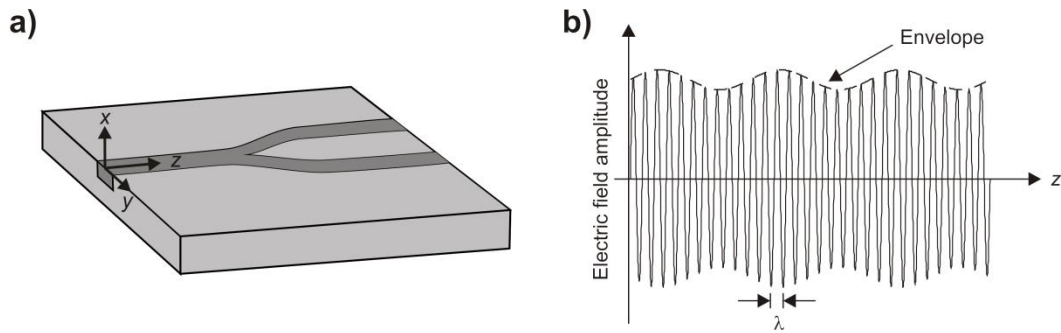 a)
x
z
y
b)
Envelope
Electric field amplitude
z
λ